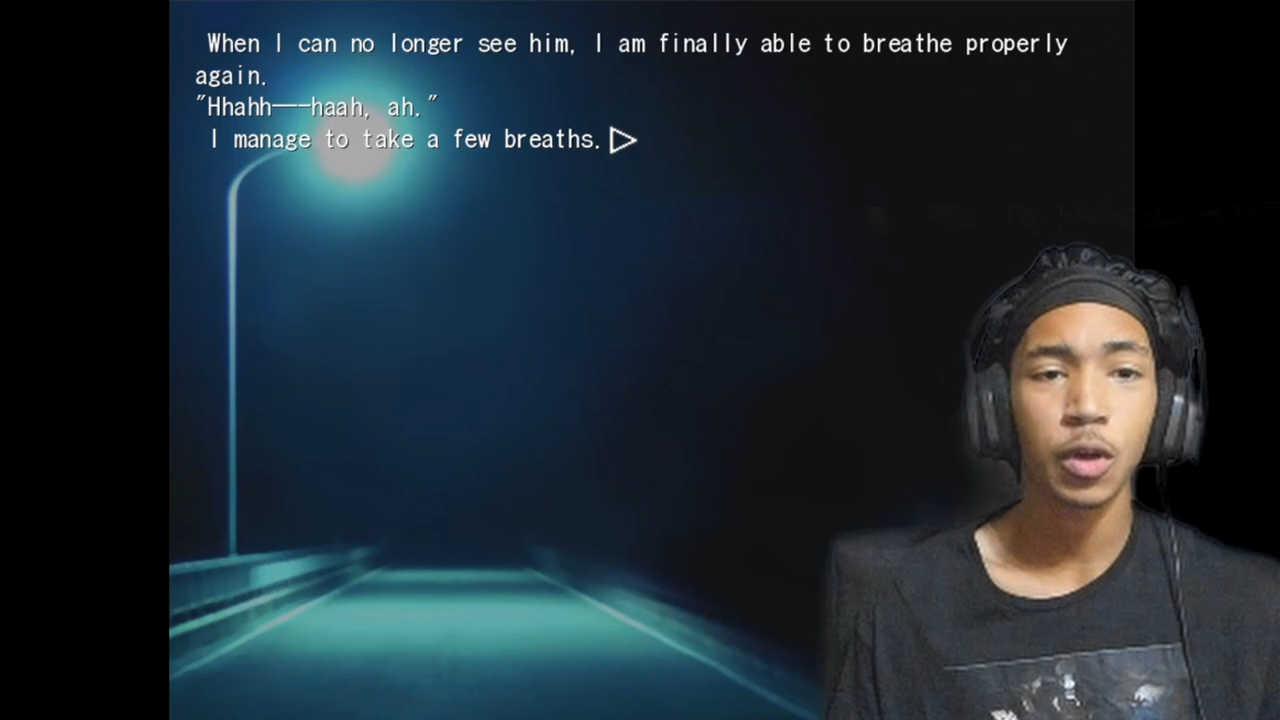 When I can no longer see him, I am finally able to breathe properly
again.
"Hhahh———haah, ah."
I manage to take a few breaths.